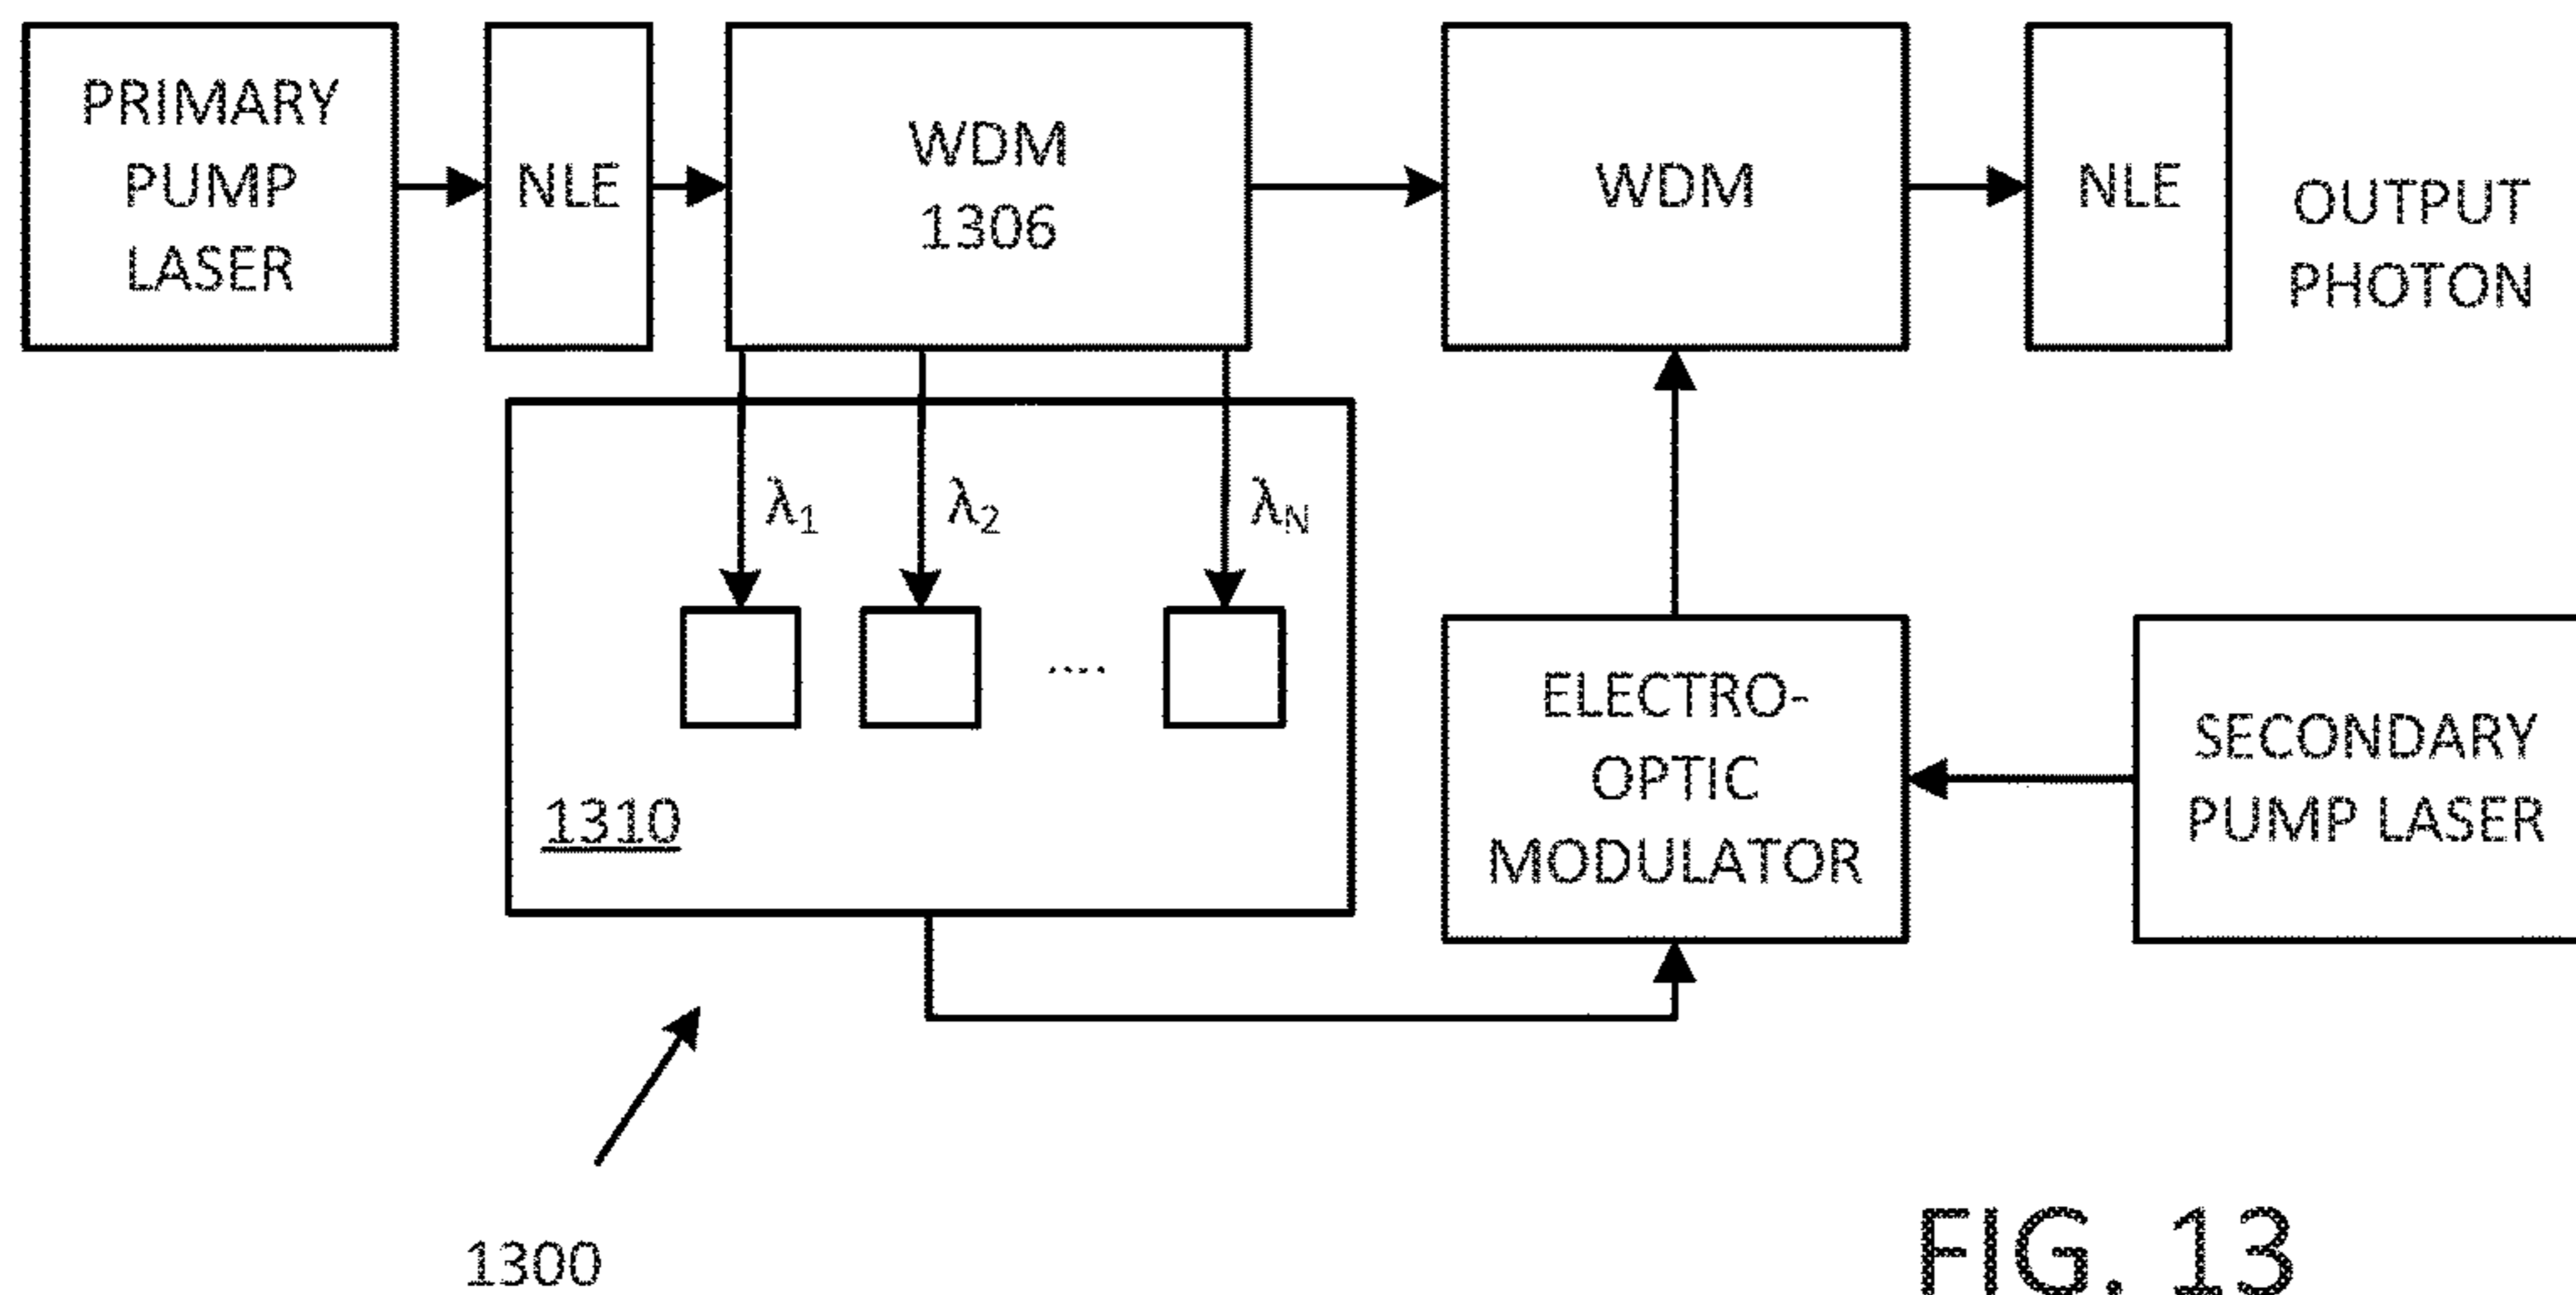 PRIMARY
PUMP
LASER
NLE
WDM
1306
WDM
NLE
OUTPUT
PHOTON
λ1
λ2
λN
....
1310
ELECTRO-
OPTIC
MODULATOR
SECONDARY
PUMP LASER
1300
FIG. 13